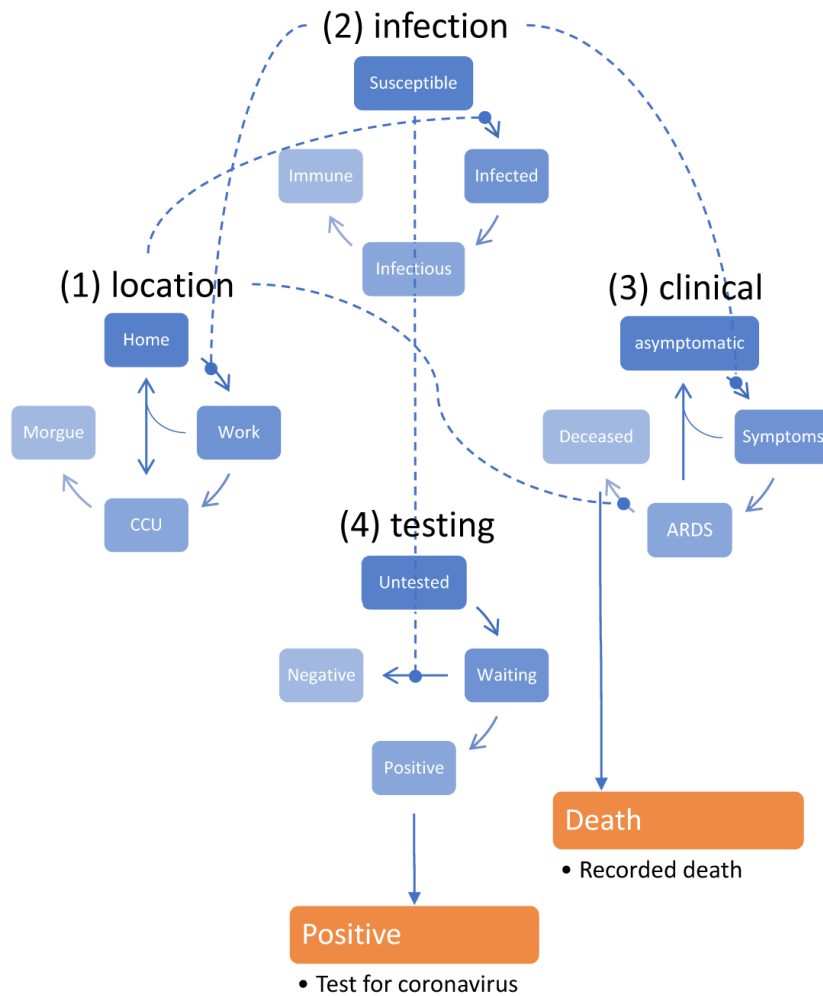 (2) infection
Susceptible
Immune
Infected
Infectious
(1) location
Home
Morgue
Work
CCU
(3) clinical
asymptomatic
Deceased
Symptoms
ARDS
(4) testing
Untested
Negative
Waiting
Positive
Death
• Recorded death
Positive
• Test for coronavirus